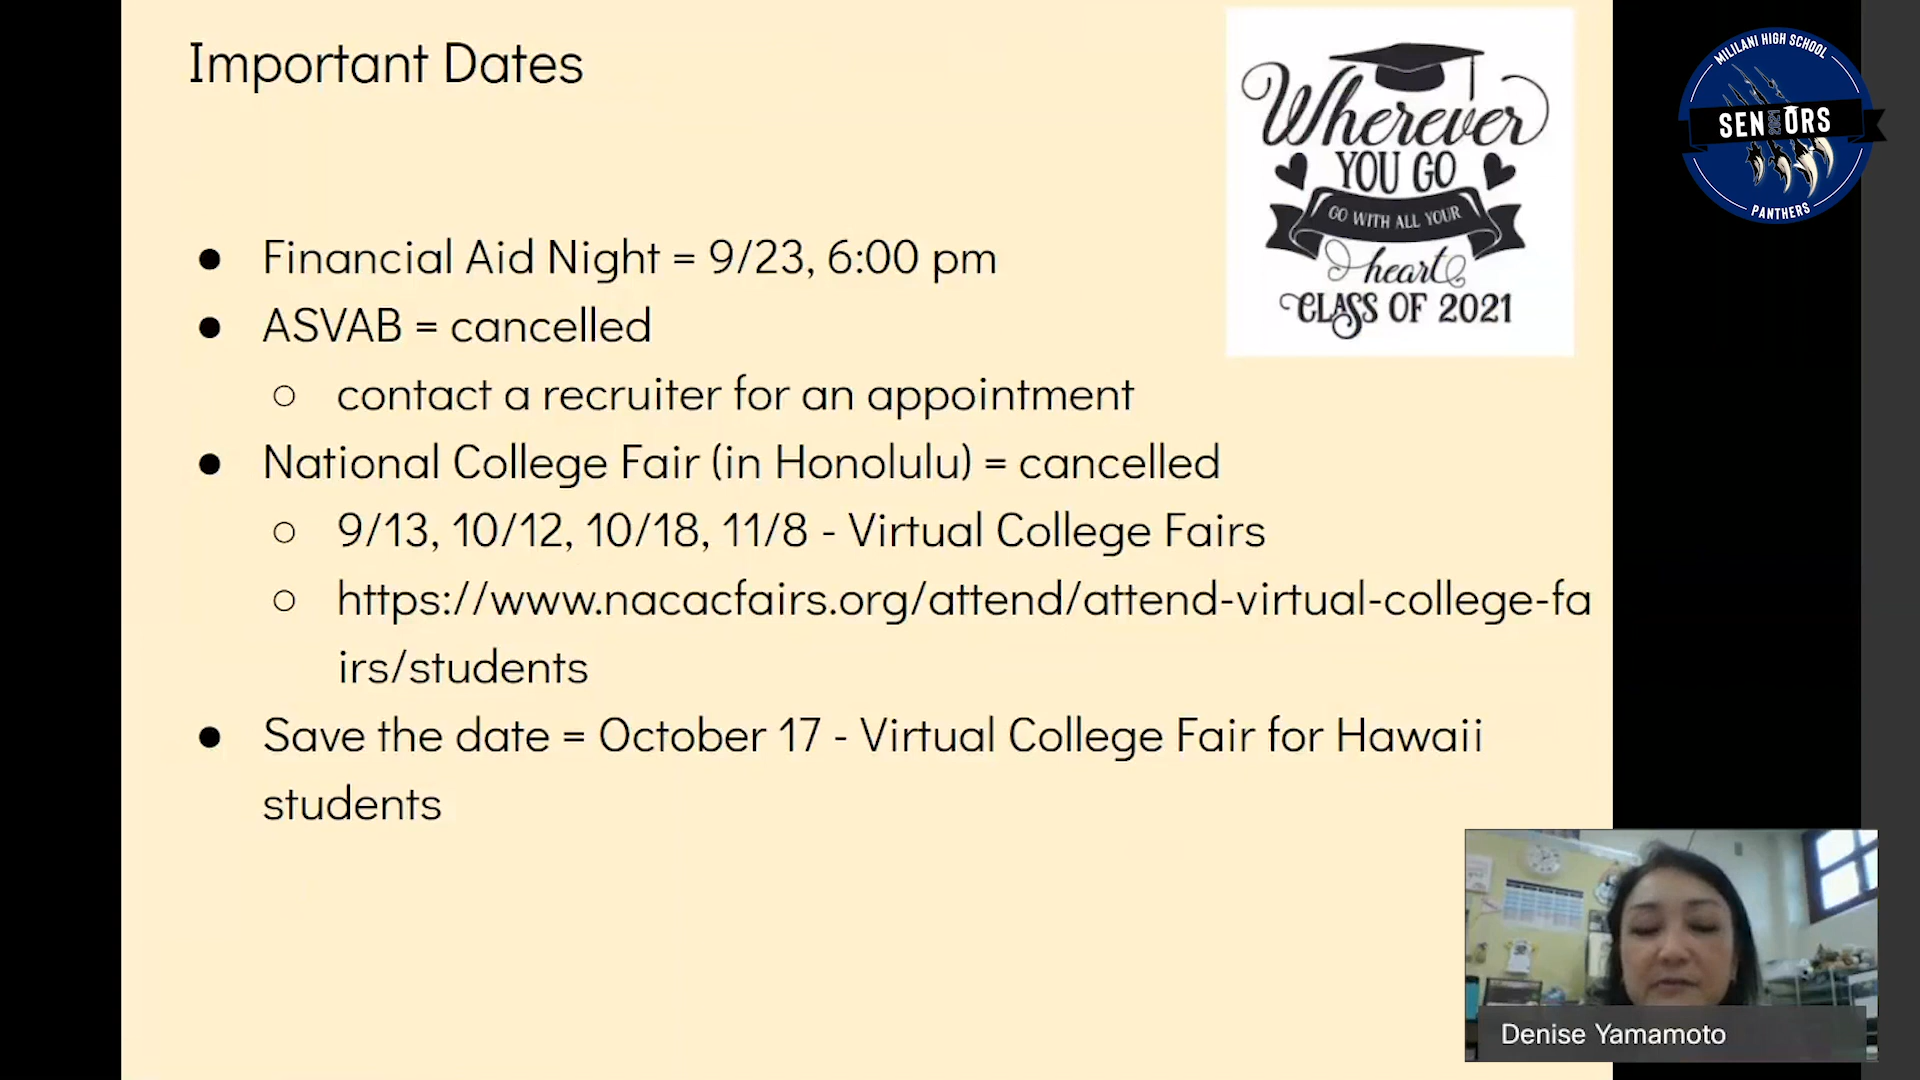 Important Dates
Wherever
YOU GO
GO WITH ALL YOUR
heart
CLASS OF 2021
MILILANI HIGH SCHOOL
SENIORS
2021
PANTHERS
● Financial Aid Night = 9/23, 6:00 pm
● ASVAB = cancelled
○ contact a recruiter for an appointment
● National College Fair (in Honolulu) = cancelled
○ 9/13, 10/12, 10/18, 11/8 - Virtual College Fairs
○ https://www.nacacfairs.org/attend/attend-virtual-college-fa
irs/students
● Save the date = October 17 - Virtual College Fair for Hawaii
students
Denise Yamamoto